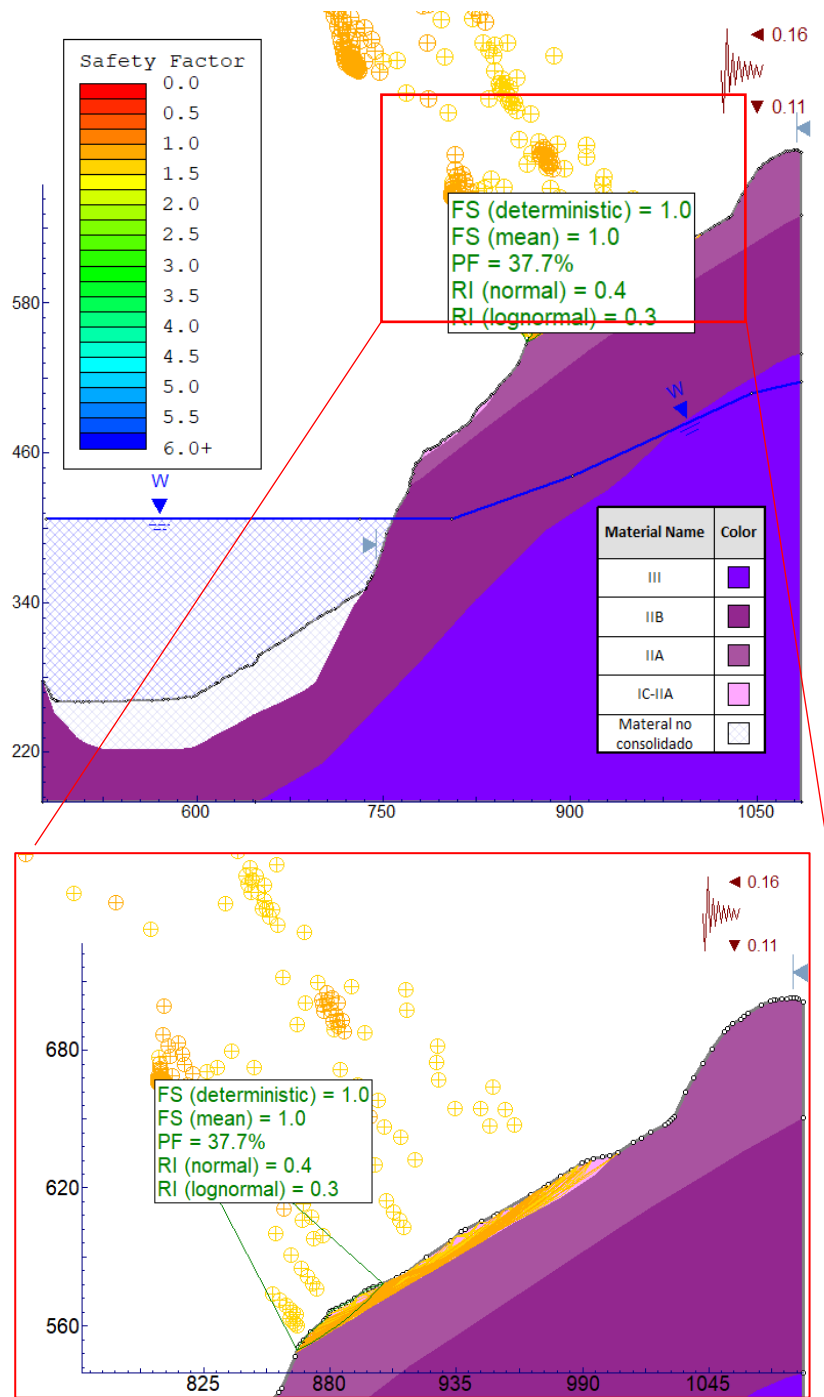 Safety Factor
0.0
0.5
1.0
1.5
2.0
2.5
3.0
3.5
4.0
4.5
5.0
5.5
6.0+
0.16
0.11
FS (deterministic) = 1.0
FS (mean) = 1.0
PF = 37.7%
RI (normal) = 0.4
RI (lognormal) = 0.3
580
460
340
220
W
W
Material Name Color
III
IIB
IIA
IC-IIA
Materal no
consolidado
600 750 900 1050
0.16
0.11
680
620
560
FS (deterministic) = 1.0
FS (mean) = 1.0
PF = 37.7%
RI (normal) = 0.4
RI (lognormal) = 0.3
825 880 935 990 1045